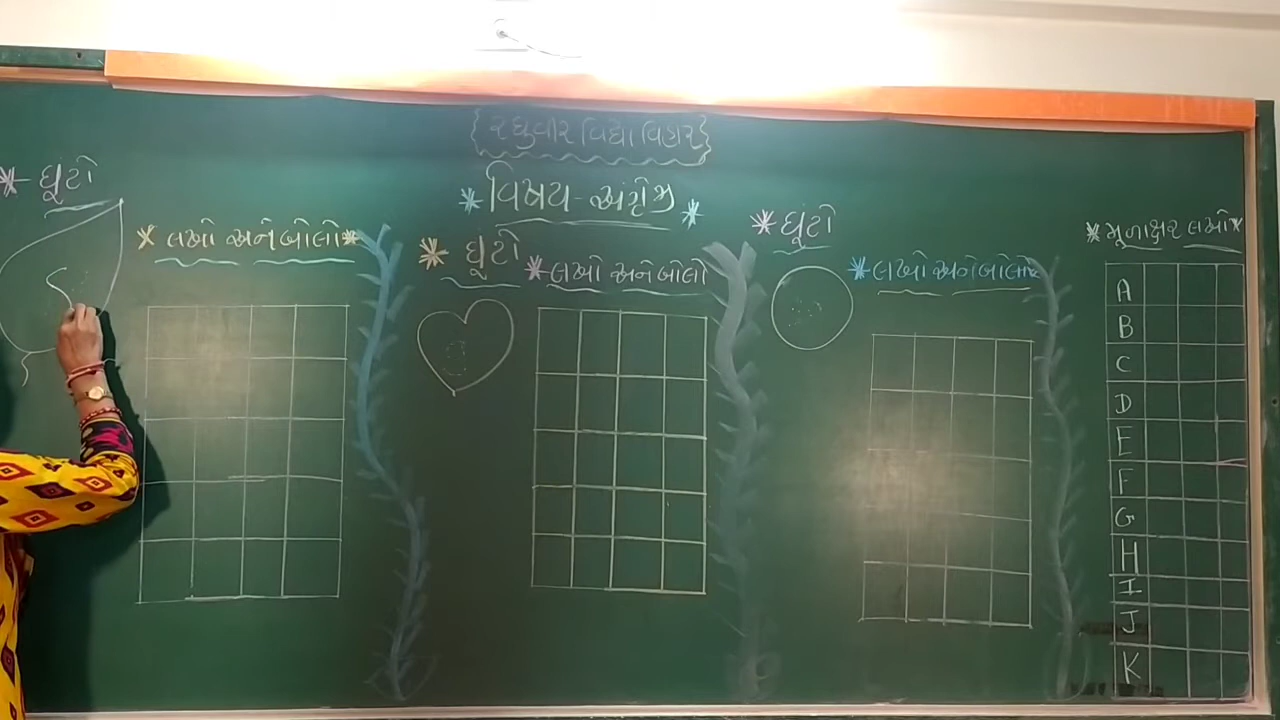 રઘુવીર વિદ્યા વિહાર
વિષય - અંગ્રેજી
* ઘૂંટો
* લખો અને બોલો *
* ઘૂંટો
* લખો અને બોલો
* ઘૂંટો
* લખો અને બોલો *
* મૂળાક્ષર લખો *
A
B
C
D
E
F
G
H
I
J
K